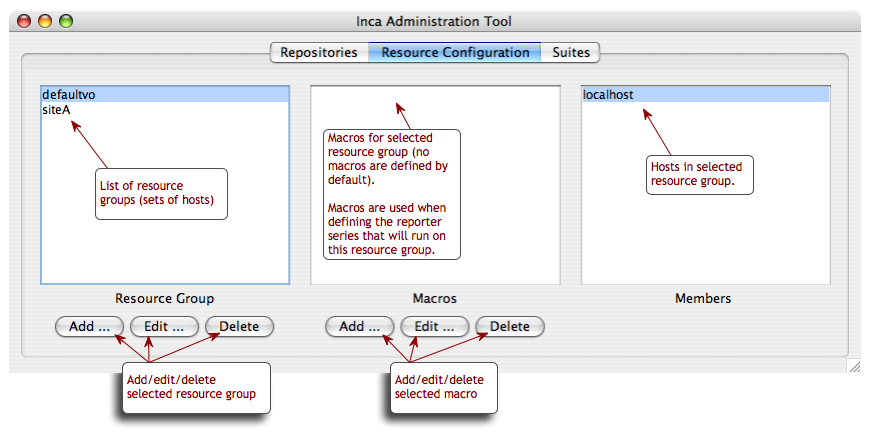 Inca Administration Tool
Repositories
Resource Configuration
Suites
defaultvo
siteA
List of resource
groups (sets of hosts)
Macros for selected
resource group (no
macros are defined by
default).
Macros are used when
defining the reporter
series that will run on
this resource group.
localhost
Hosts in selected
resource group.
Resource Group
Macros
Members
Add ...
Edit ...
Delete
Add ...
Edit ...
Delete
Add/edit/delete
selected resource group
Add/edit/delete
selected macro